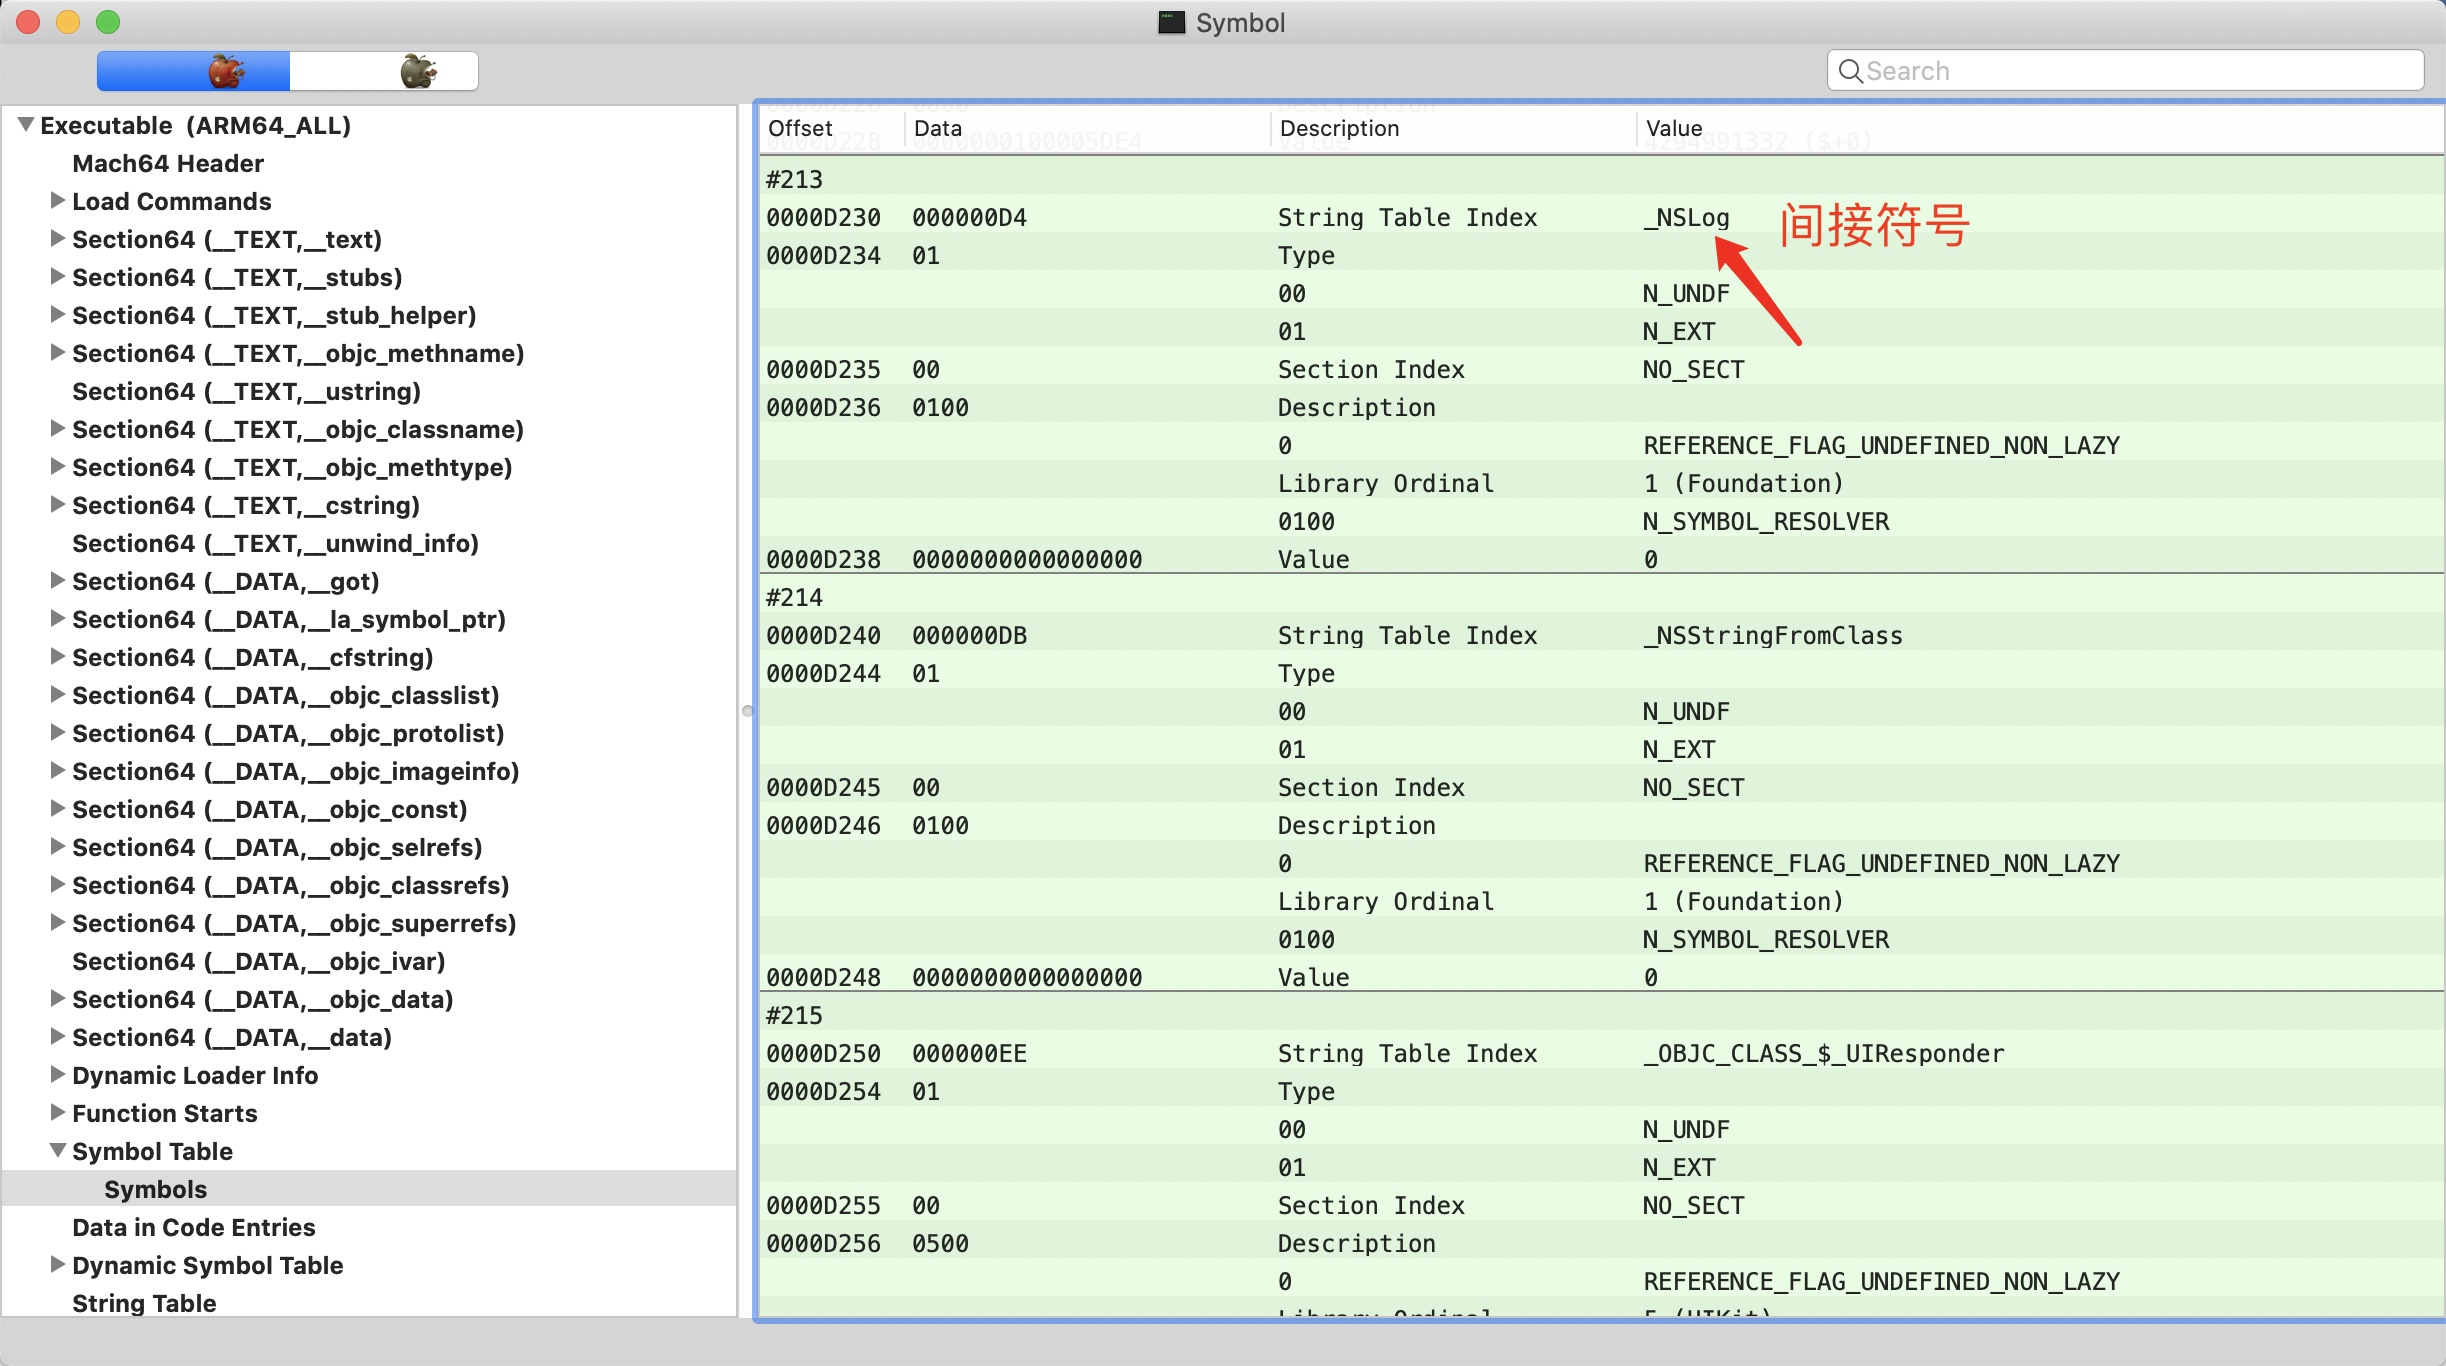 Symbol
Search
Executable (ARM64_ALL)
Mach64 Header
Load Commands
Section64 (__TEXT,__text)
Section64 (__TEXT,__stubs)
Section64 (__TEXT,__stub_helper)
Section64 (__TEXT,__objc_methname)
Section64 (__TEXT,__ustring)
Section64 (__TEXT,__objc_classname)
Section64 (__TEXT,__objc_methtype)
Section64 (__TEXT,__cstring)
Section64 (__TEXT,__unwind_info)
Section64 (__DATA,__got)
Section64 (__DATA,__la_symbol_ptr)
Section64 (__DATA,__cfstring)
Section64 (__DATA,__objc_classlist)
Section64 (__DATA,__objc_protolist)
Section64 (__DATA,__objc_imageinfo)
Section64 (__DATA,__objc_const)
Section64 (__DATA,__objc_selrefs)
Section64 (__DATA,__objc_classrefs)
Section64 (__DATA,__objc_superrefs)
Section64 (__DATA,__objc_ivar)
Section64 (__DATA,__objc_data)
Section64 (__DATA,__data)
Dynamic Loader Info
Function Starts
Symbol Table
Symbols
Data in Code Entries
Dynamic Symbol Table
String Table
Offset Data Description Value
0000D228 0000000100005DE4 Value 4294991332 ($+0)
#213
0000D230 000000D4 String Table Index _NSLog 间接符号
0000D234 01 Type
00 N_UNDF
01 N_EXT
0000D235 00 Section Index NO_SECT
0000D236 0100 Description
0 REFERENCE_FLAG_UNDEFINED_NON_LAZY
Library Ordinal 1 (Foundation)
0100 N_SYMBOL_RESOLVER
0000D238 0000000000000000 Value 0
#214
0000D240 000000DB String Table Index _NSStringFromClass
0000D244 01 Type
00 N_UNDF
01 N_EXT
0000D245 00 Section Index NO_SECT
0000D246 0100 Description
0 REFERENCE_FLAG_UNDEFINED_NON_LAZY
Library Ordinal 1 (Foundation)
0100 N_SYMBOL_RESOLVER
0000D248 0000000000000000 Value 0
#215
0000D250 000000EE String Table Index _OBJC_CLASS_$_UIResponder
0000D254 01 Type
00 N_UNDF
01 N_EXT
0000D255 00 Section Index NO_SECT
0000D256 0500 Description
0 REFERENCE_FLAG_UNDEFINED_NON_LAZY
Library Ordinal 5 (UIKit)